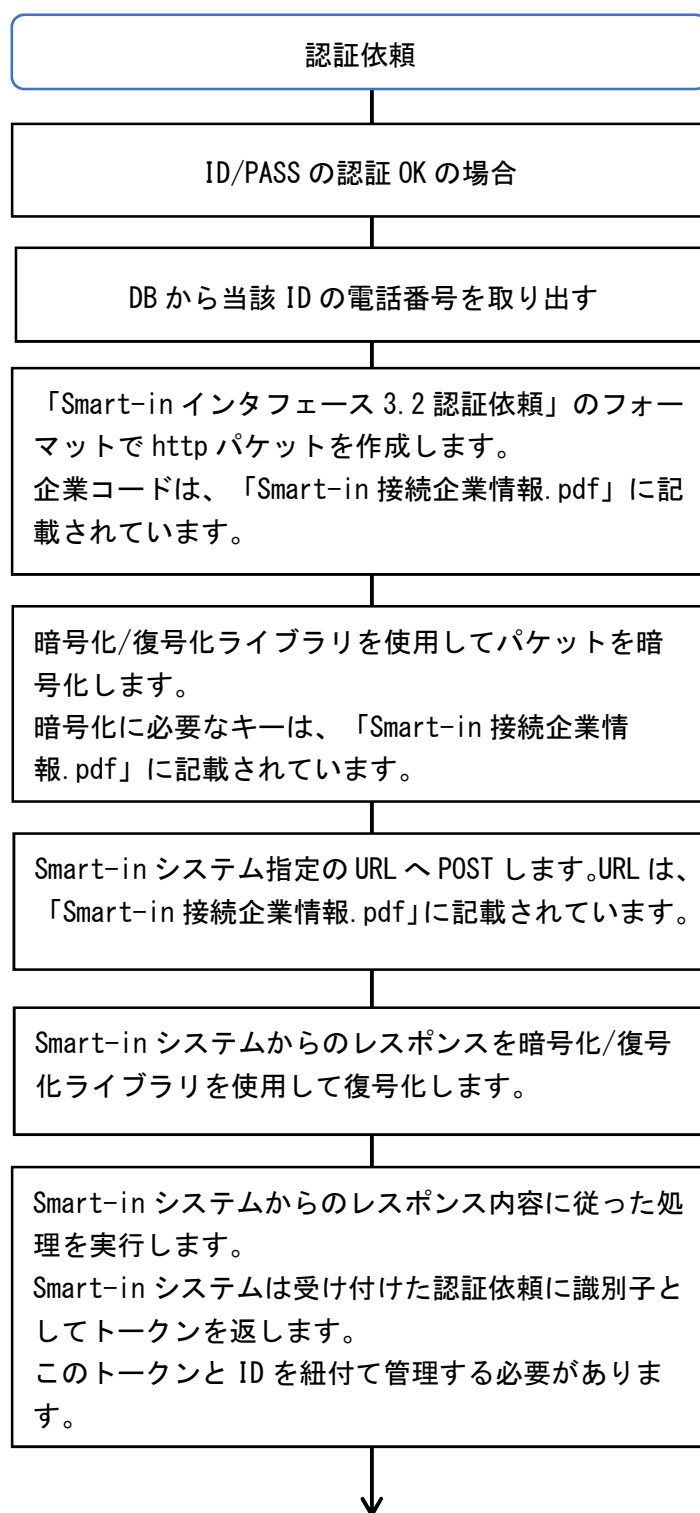 認証依頼
ID/PASS の認証 OK の場合
DB から当該 ID の電話番号を取り出す
「Smart-in インタフェース 3.2 認証依頼」のフォー
マットで http パケットを作成します。
企業コードは、「Smart-in 接続企業情報.pdf」に記
載されています。
暗号化/復号化ライブラリを使用してパケットを暗
号化します。
暗号化に必要なキーは、「Smart-in 接続企業情
報.pdf」に記載されています。
Smart-in システム指定の URL へ POST します。URL は、
「Smart-in 接続企業情報.pdf」に記載されています。
Smart-in システムからのレスポンスを暗号化/復号
化ライブラリを使用して復号化します。
Smart-in システムからのレスポンス内容に従った処
理を実行します。
Smart-in システムは受け付けた認証依頼に識別子と
してトークンを返します。
このトークンと ID を紐付て管理する必要がありま
す。